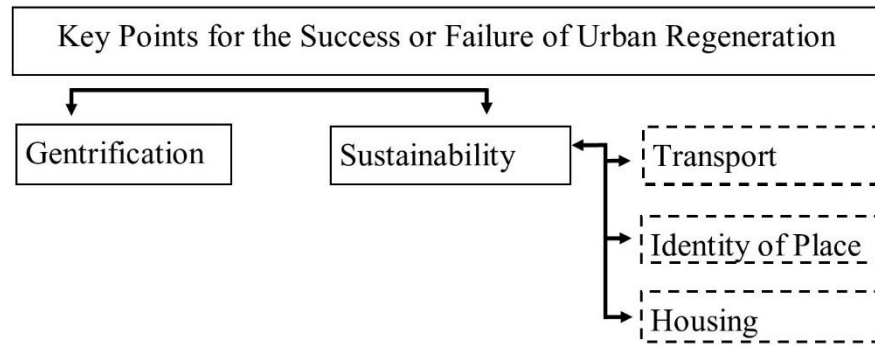 Key Points for the Success or Failure of Urban Regeneration
Gentrification
Sustainability
Transport
Identity of Place
Housing